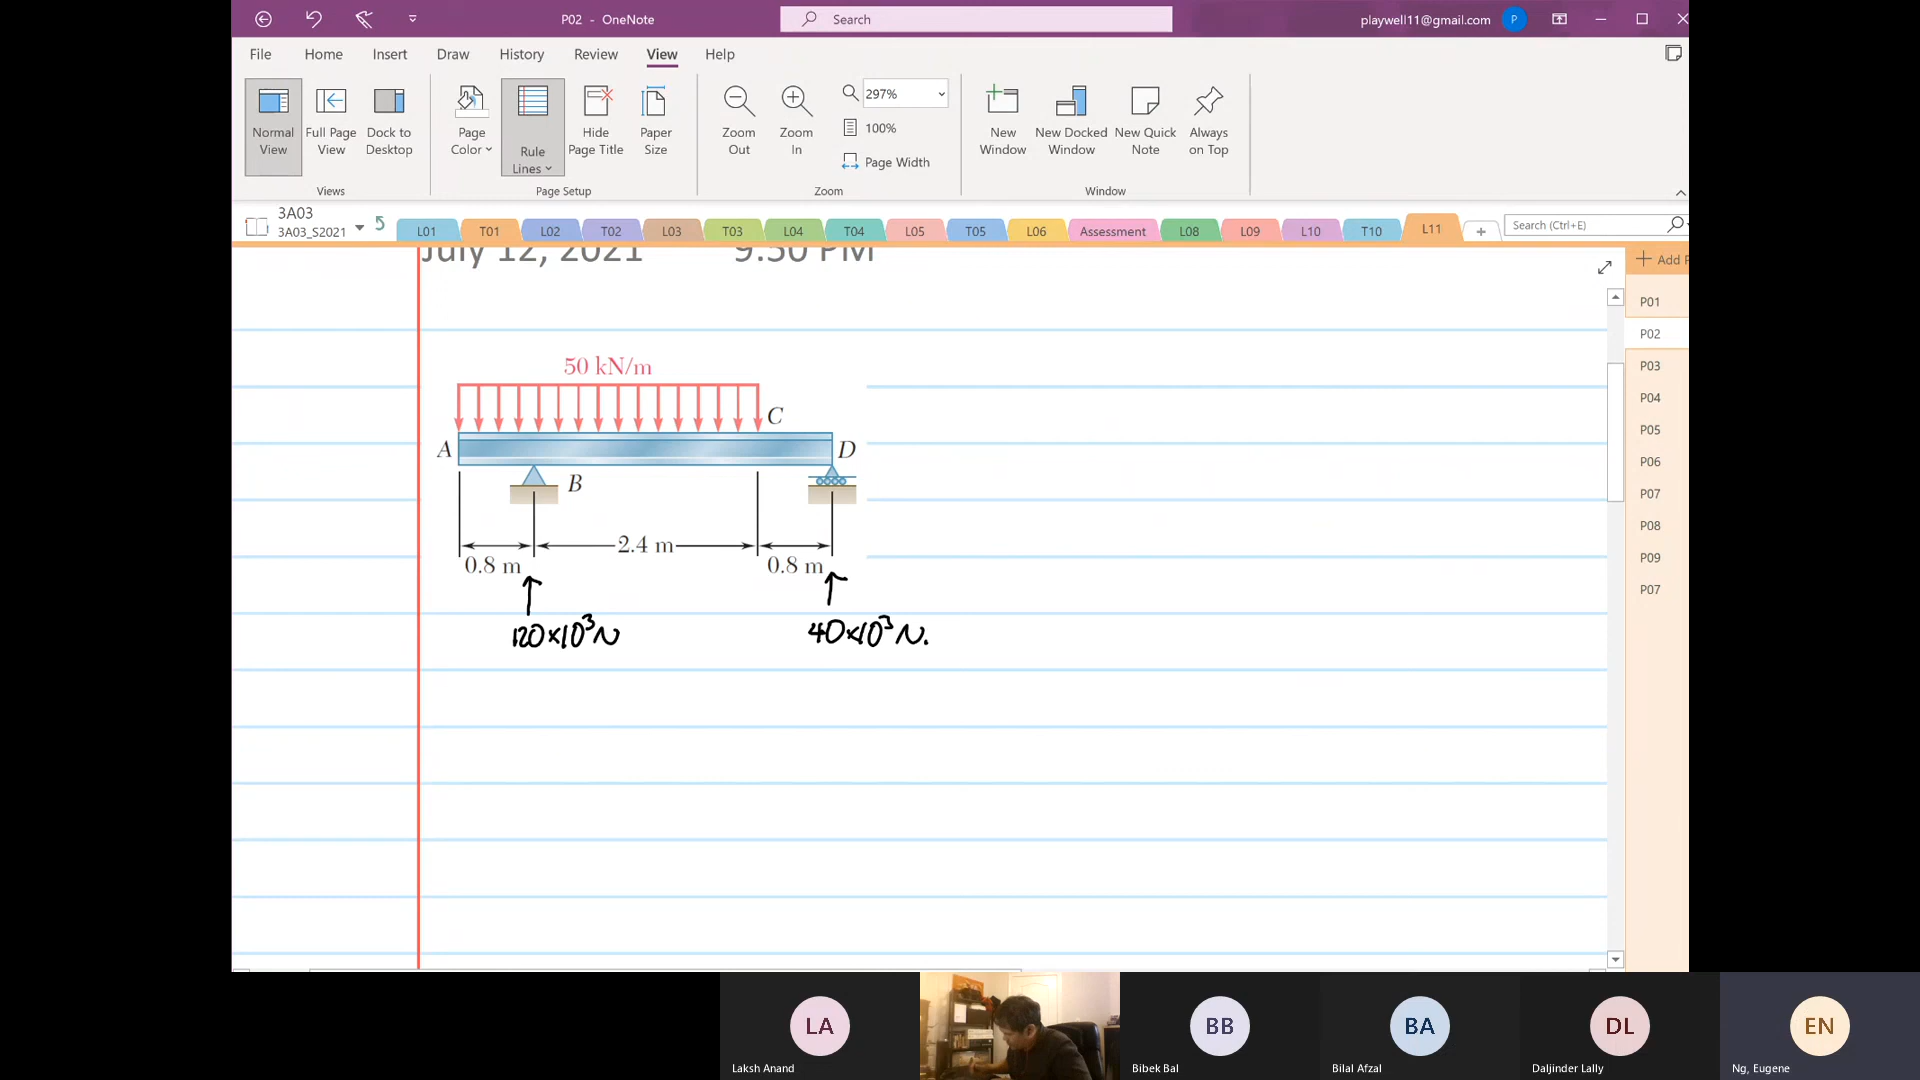 P02 - OneNote
Search
playwell11@gmail.com
P
File Home Insert Draw History Review View Help
Normal View
Full Page View
Dock to Desktop
Page Color
Rule Lines
Hide Page Title
Paper Size
Zoom Out
Zoom In
297%
100%
Page Width
New Window
New Docked Window
New Quick Note
Always on Top
Views Page Setup Zoom Window
3A03
3A03_S2021
L01 T01 L02 T02 L03 T03 L04 T04 L05 T05 L06 Assessment L08 L09 L10 T10 L11
Search (Ctrl+E)
July 12, 2021 9:30 PM
Add P
P01
P02
P03
P04
P05
P06
P07
P08
P09
P07
50 kN/m
C
A D
B
2.4 m
0.8 m 0.8 m
120×10³N 40×10³N.
LA BB BA DL EN
Laksh Anand Bibek Bal Bilal Afzal Daljinder Lally Ng, Eugene